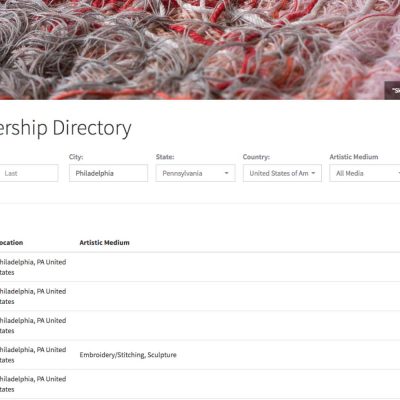 "Sk
ership Directory
City: State: Country: Artistic Medium
Last Philadelphia Pennsylvania United States of Am All Media
ocation Artistic Medium
hiladelphia, PA United
tates
hiladelphia, PA United
tates
hiladelphia, PA United
tates
hiladelphia, PA United
tates
Embroidery/Stitching, Sculpture
hiladelphia, PA United
tates